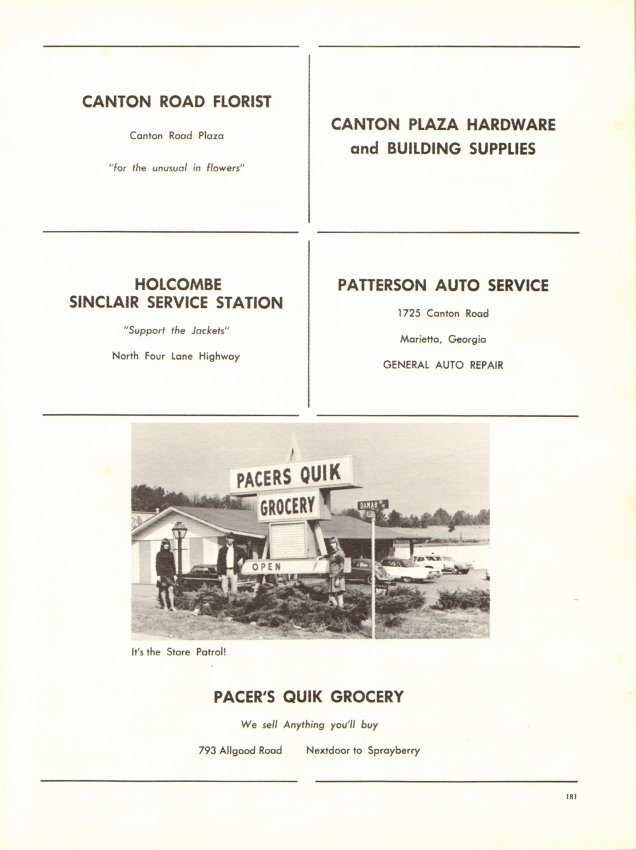 CANTON ROAD FLORIST
Canton Road Plaza
"for the unusual in flowers"
CANTON PLAZA HARDWARE
and BUILDING SUPPLIES
HOLCOMBE
SINCLAIR SERVICE STATION
"Support the Jackets"
North Four Lane Highway
PATTERSON AUTO SERVICE
1725 Canton Road
Marietta, Georgia
GENERAL AUTO REPAIR
PACERS QUIK
GROCERY
OPEN
DAMAR
It's the Store Patrol!
PACER'S QUIK GROCERY
We sell Anything you'll buy
793 Allgood Road Nextdoor to Sprayberry
181